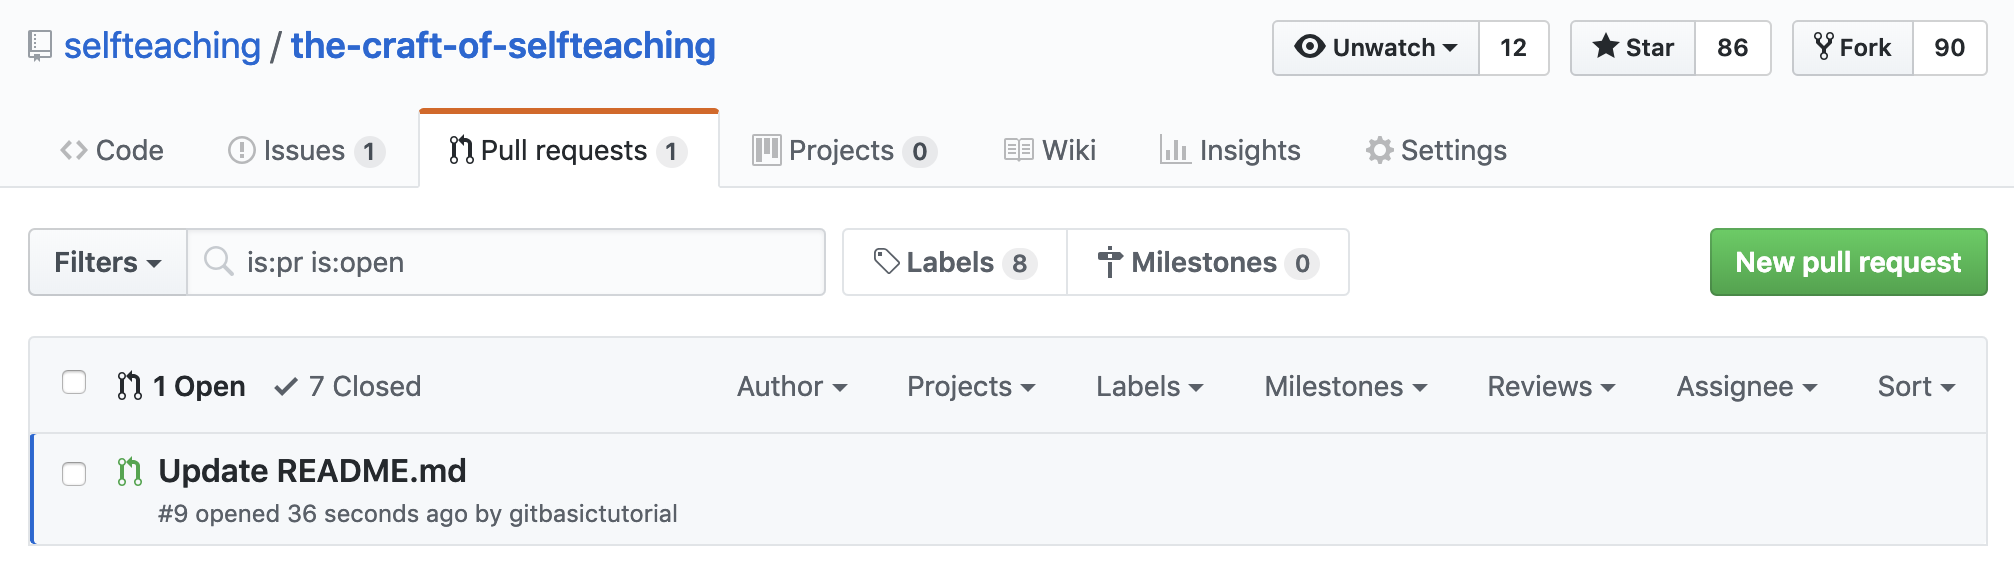 selfteaching / the-craft-of-selfteaching
Unwatch 12 Star 86 Fork 90
Code Issues 1 Pull requests 1 Projects 0 Wiki Insights Settings
Filters is:pr is:open Labels 8 Milestones 0 New pull request
1 Open 7 Closed Author Projects Labels Milestones Reviews Assignee Sort
Update README.md
#9 opened 36 seconds ago by gitbasictutorial